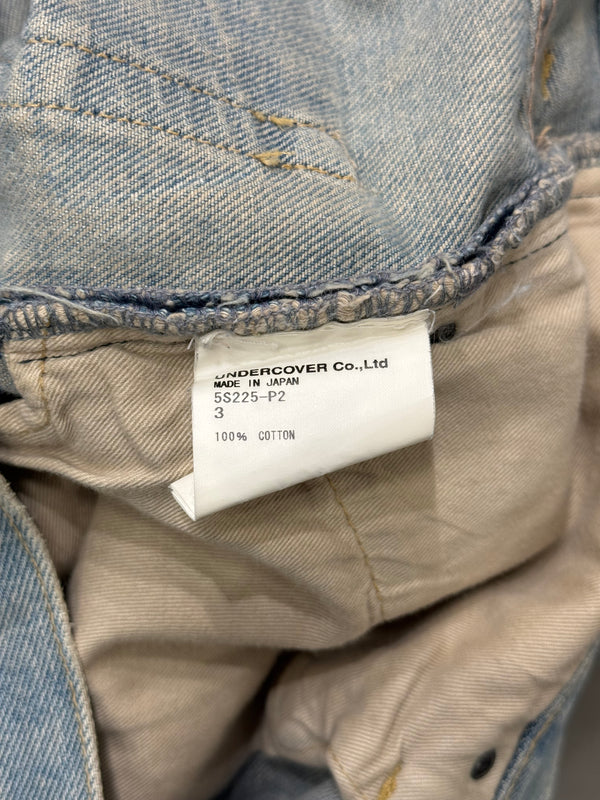 UNDERCOVER Co.,Ltd
MADE IN JAPAN
5S225-P2
3
100% COTTON